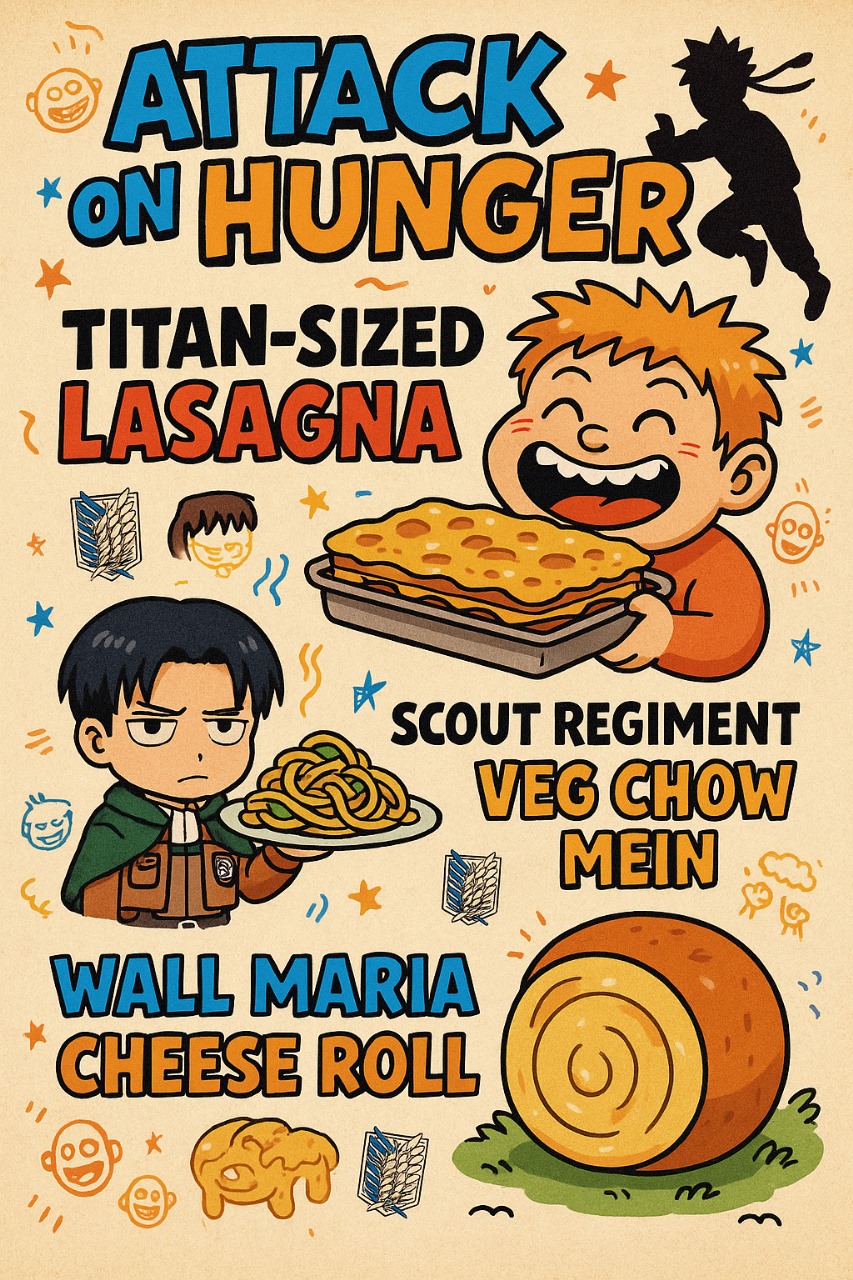 ATTACK
ON HUNGER
TITAN-SIZED
LASAGNA
SCOUT REGIMENT
VEG CHOW
MEIN
WALL MARIA
CHEESE ROLL